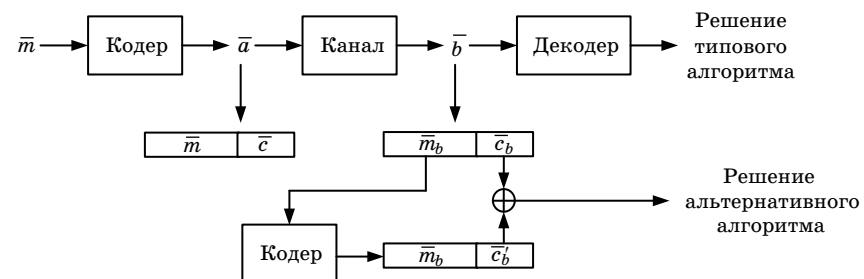 m̅ Кодер a̅ Канал b̅ Декодер Решение
типового
алгоритма
m̅ c̅ m̅_b c̅_b
Решение
альтернативного
алгоритма
Кодер m̅_b c̅′_b